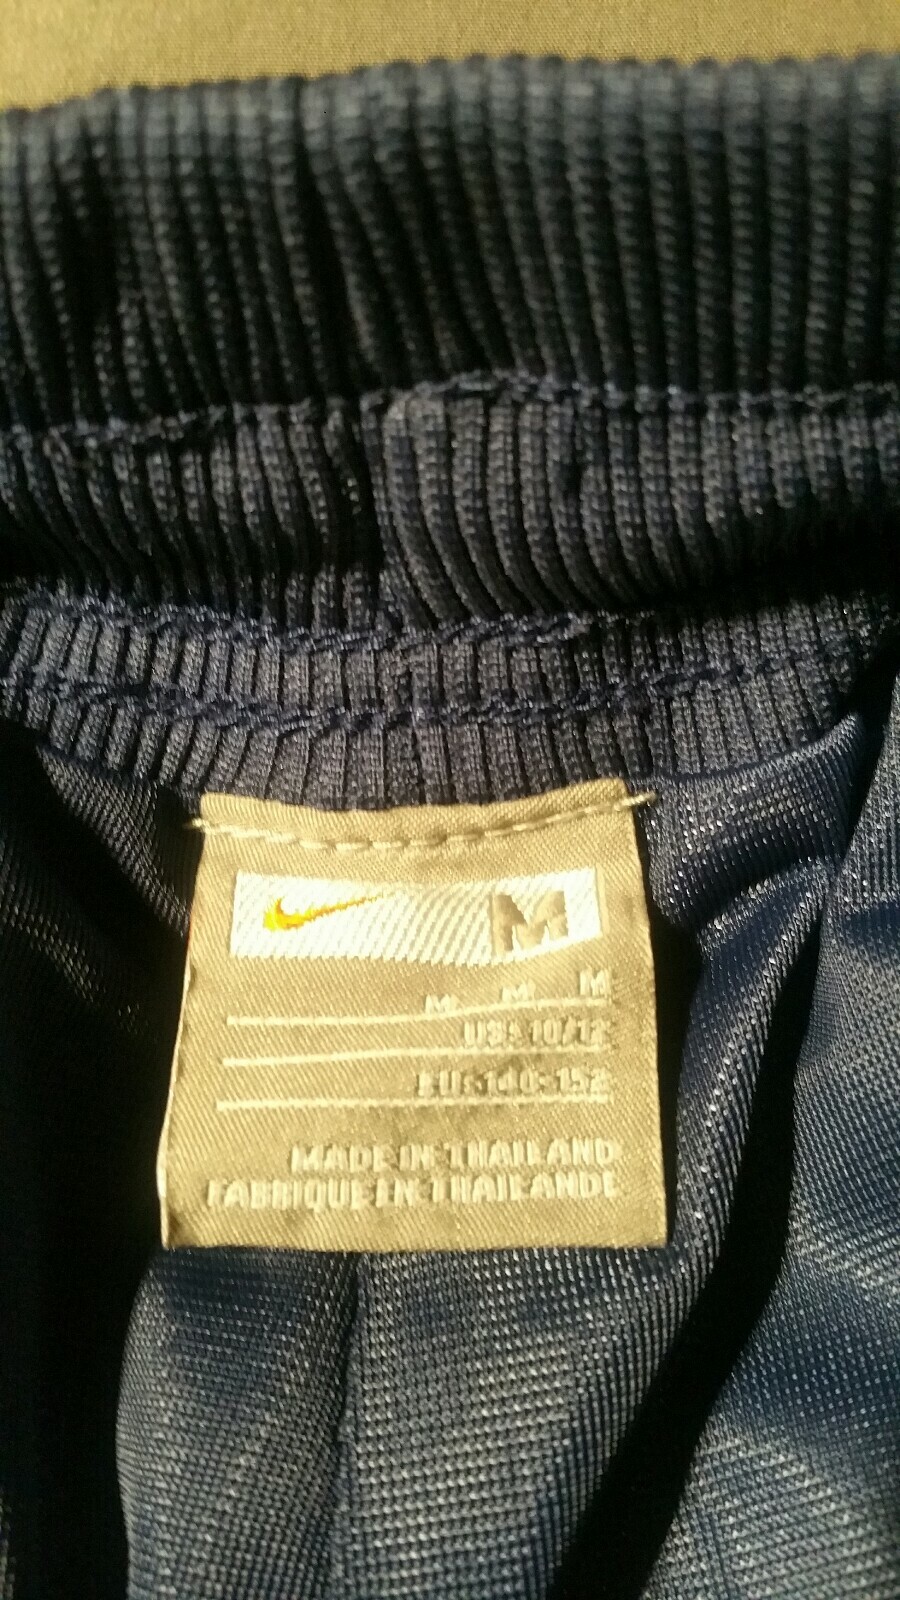 M
M M M
US: 10/12
EU: 140-152
MADE IN THAILAND
FABRIQUE EN THAILANDE